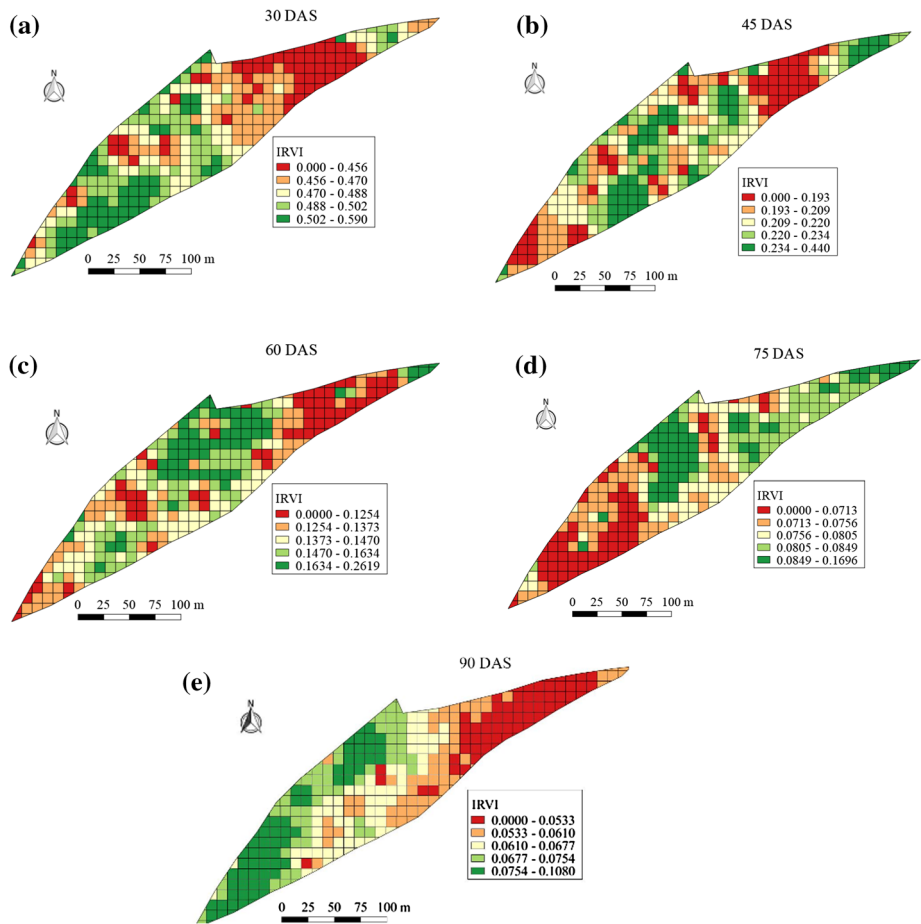 (a)
30 DAS
N
IRVI
0.000 - 0.456
0.456 - 0.470
0.470 - 0.488
0.488 - 0.502
0.502 - 0.590
0 25 50 75 100 m
(b)
45 DAS
N
IRVI
0.000 - 0.193
0.193 - 0.209
0.209 - 0.220
0.220 - 0.234
0.234 - 0.440
0 25 50 75 100 m
(c)
60 DAS
N
IRVI
0.0000 - 0.1254
0.1254 - 0.1373
0.1373 - 0.1470
0.1470 - 0.1634
0.1634 - 0.2619
0 25 50 75 100 m
(d)
75 DAS
N
IRVI
0.0000 - 0.0713
0.0713 - 0.0756
0.0756 - 0.0805
0.0805 - 0.0849
0.0849 - 0.1696
0 25 50 75 100 m
(e)
90 DAS
N
IRVI
0.0000 - 0.0533
0.0533 - 0.0610
0.0610 - 0.0677
0.0677 - 0.0754
0.0754 - 0.1080
0 25 50 75 100 m